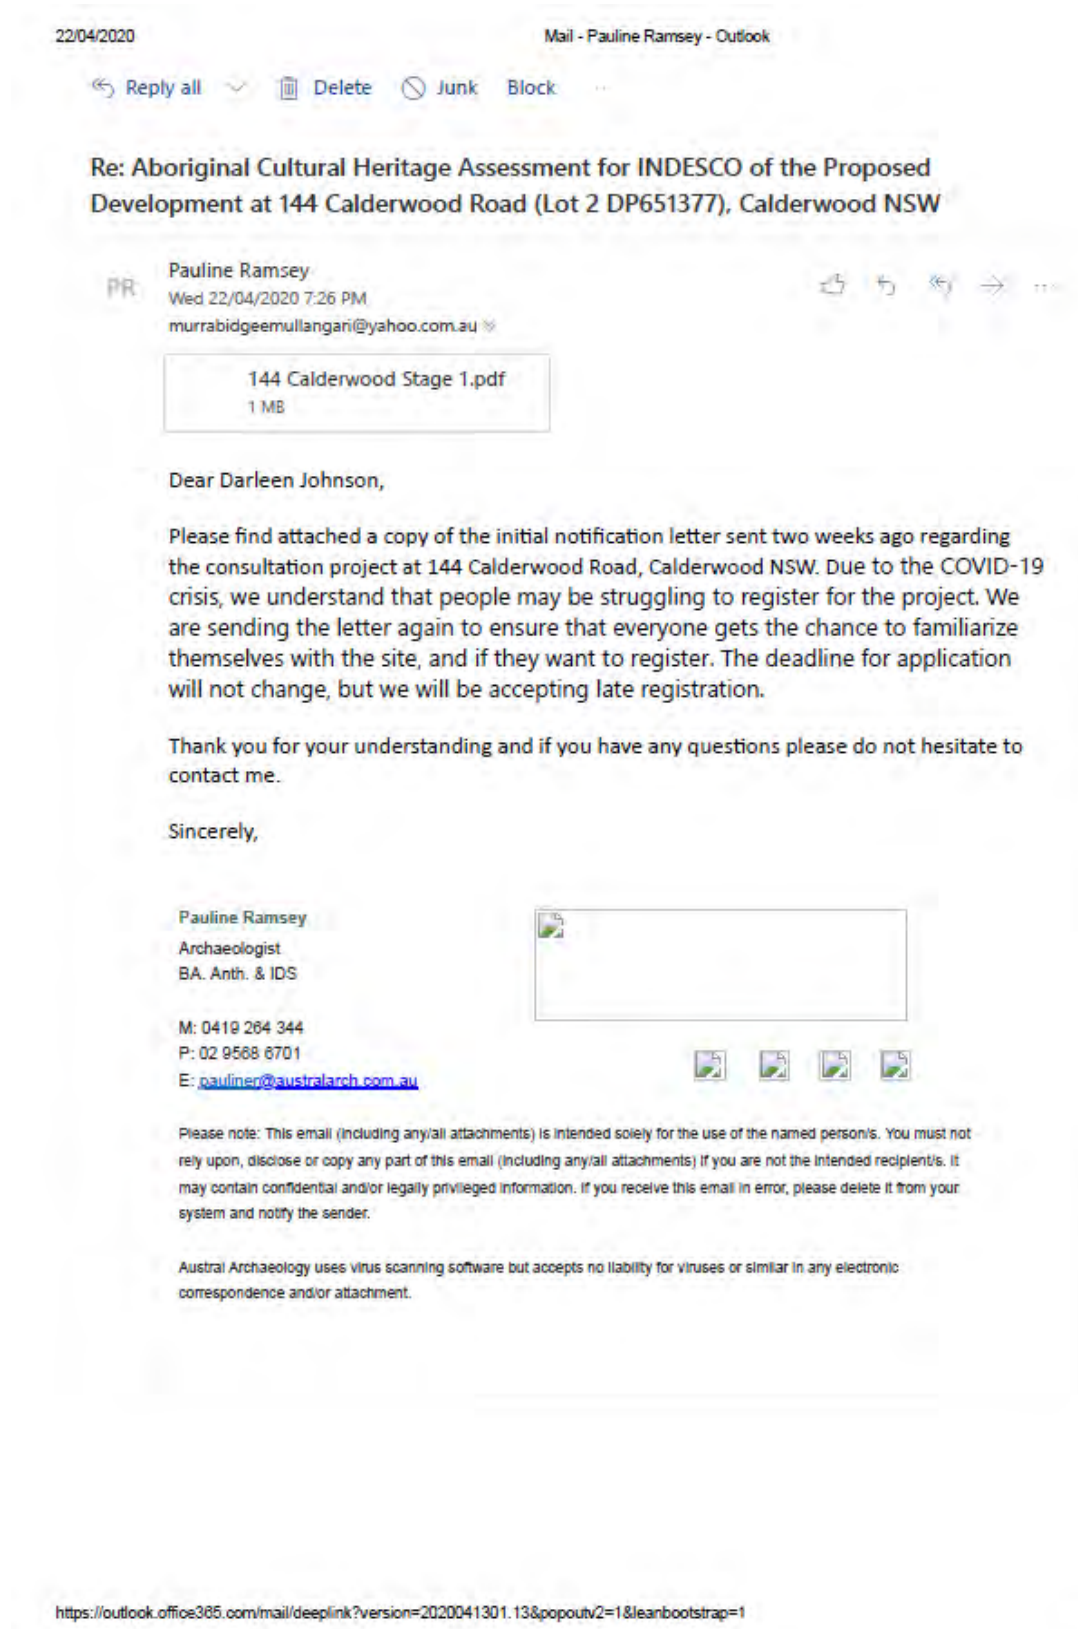 22/04/2020 Mail - Pauline Ramsey - Outlook
Reply all Delete Junk Block ...
Re: Aboriginal Cultural Heritage Assessment for INDESCO of the Proposed
Development at 144 Calderwood Road (Lot 2 DP651377), Calderwood NSW
PR
Pauline Ramsey
Wed 22/04/2020 7:26 PM
murrabidgeemullangari@yahoo.com.au
144 Calderwood Stage 1.pdf
1 MB
Dear Darleen Johnson,
Please find attached a copy of the initial notification letter sent two weeks ago regarding
the consultation project at 144 Calderwood Road, Calderwood NSW. Due to the COVID-19
crisis, we understand that people may be struggling to register for the project. We
are sending the letter again to ensure that everyone gets the chance to familiarize
themselves with the site, and if they want to register. The deadline for application
will not change, but we will be accepting late registration.
Thank you for your understanding and if you have any questions please do not hesitate to
contact me.
Sincerely,
Pauline Ramsey
Archaeologist
BA. Anth. & IDS
M: 0419 264 344
P: 02 9568 6701
E: pauliner@australarch.com.au
Please note: This email (including any/all attachments) is intended solely for the use of the named person/s. You must not
rely upon, disclose or copy any part of this email (including any/all attachments) if you are not the intended recipient/s. It
may contain confidential and/or legally privileged information. If you receive this email in error, please delete it from your
system and notify the sender.
Austral Archaeology uses virus scanning software but accepts no liability for viruses or similar in any electronic
correspondence and/or attachment.
https://outlook.office365.com/mail/deeplink?version=2020041301.13&popoutv2=1&leanbootstrap=1